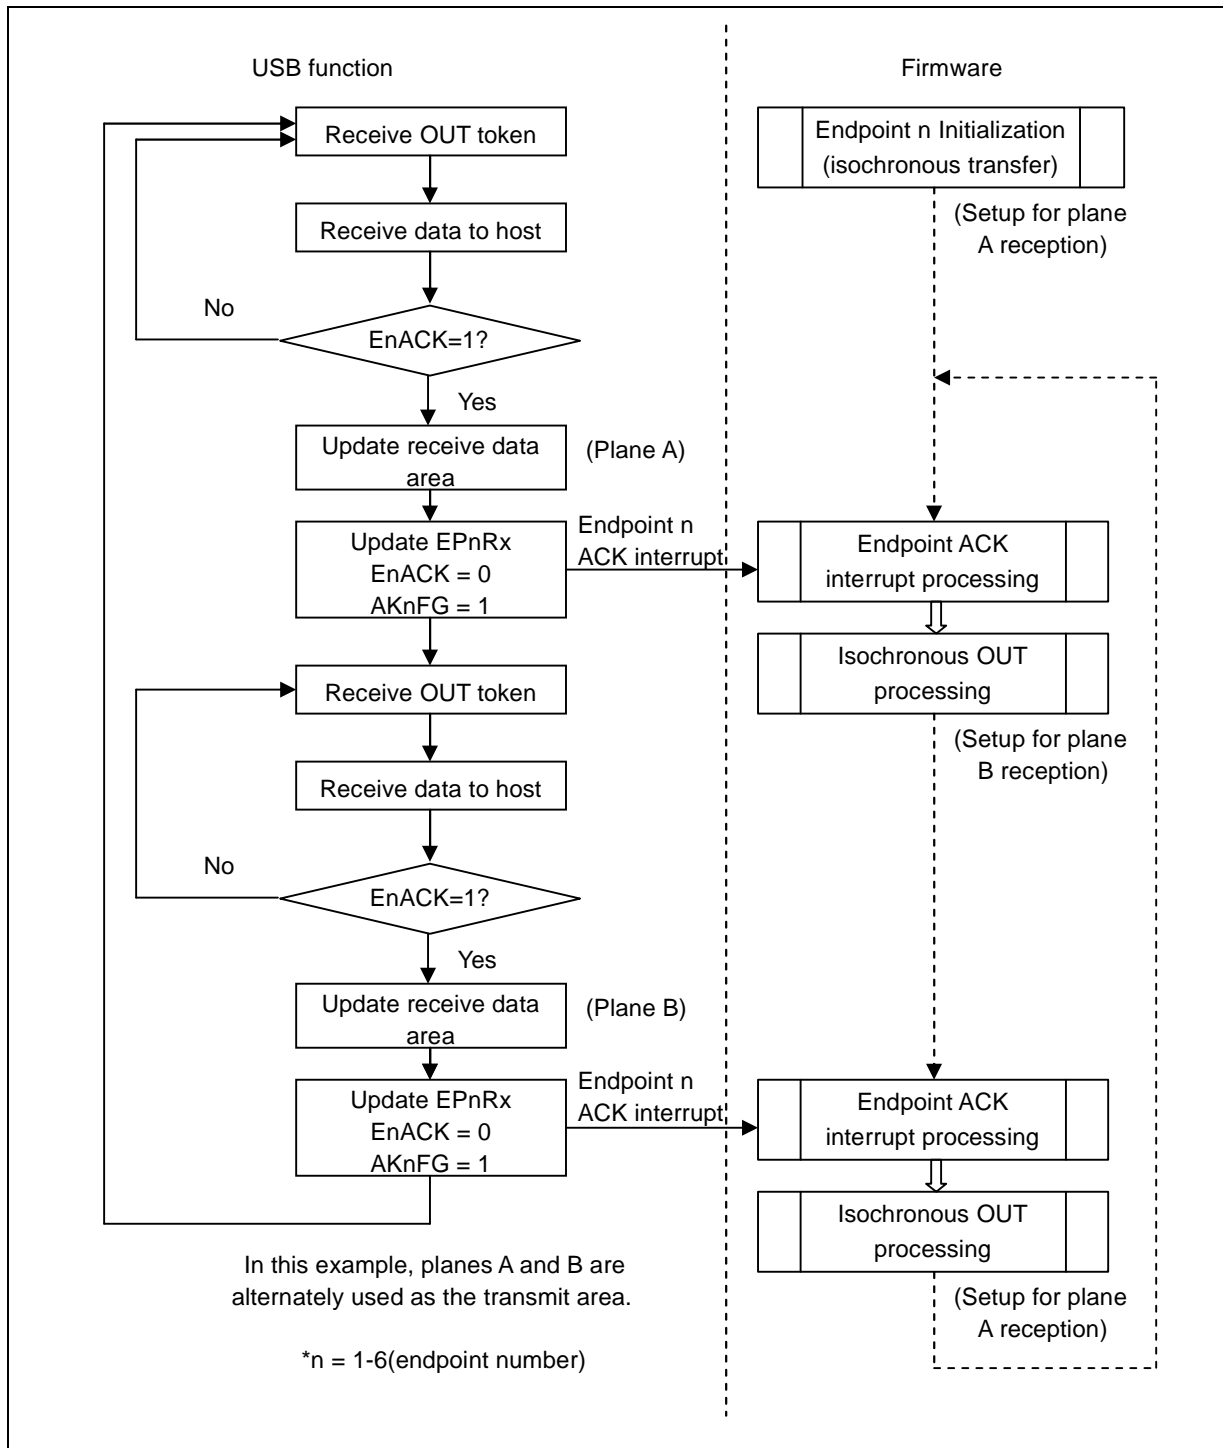 USB function
Firmware
Receive OUT token
Endpoint n Initialization
(isochronous transfer)
Receive data to host
(Setup for plane
A reception)
No
EnACK=1?
Yes
Update receive data
area
(Plane A)
Update EPnRx
EnACK = 0
AKnFG = 1
Endpoint n
ACK interrupt
Endpoint ACK
interrupt processing
Isochronous OUT
processing
Receive OUT token
(Setup for plane
B reception)
Receive data to host
No
EnACK=1?
Yes
Update receive data
area
(Plane B)
Update EPnRx
EnACK = 0
AKnFG = 1
Endpoint n
ACK interrupt
Endpoint ACK
interrupt processing
Isochronous OUT
processing
In this example, planes A and B are
alternately used as the transmit area.
(Setup for plane
A reception)
*n = 1-6(endpoint number)